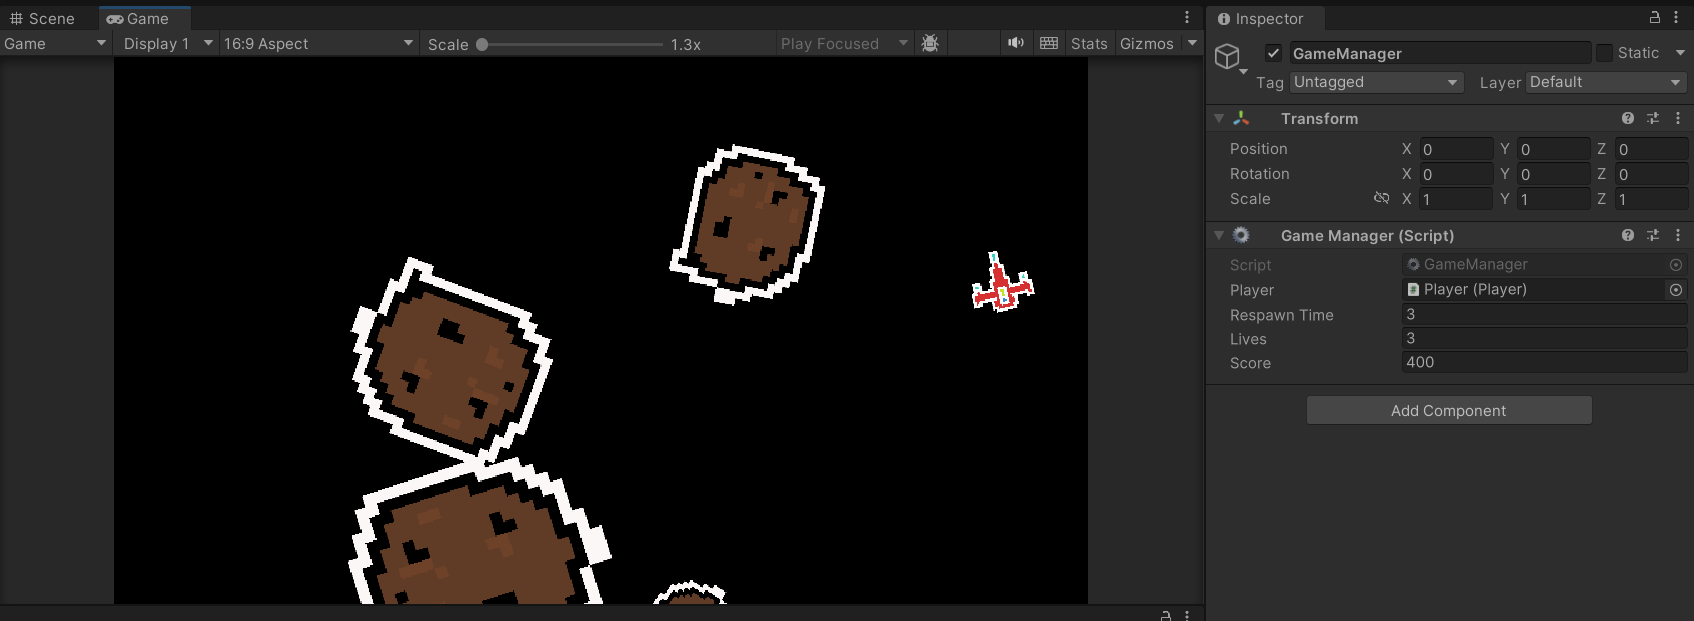 Scene Game
Game Display 1 16:9 Aspect Scale 1.3x Play Focused Stats Gizmos
Inspector
GameManager Static
Tag Untagged Layer Default
Transform
Position X 0 Y 0 Z 0
Rotation X 0 Y 0 Z 0
Scale X 1 Y 1 Z 1
Game Manager (Script)
Script GameManager
Player Player (Player)
Respawn Time 3
Lives 3
Score 400
Add Component